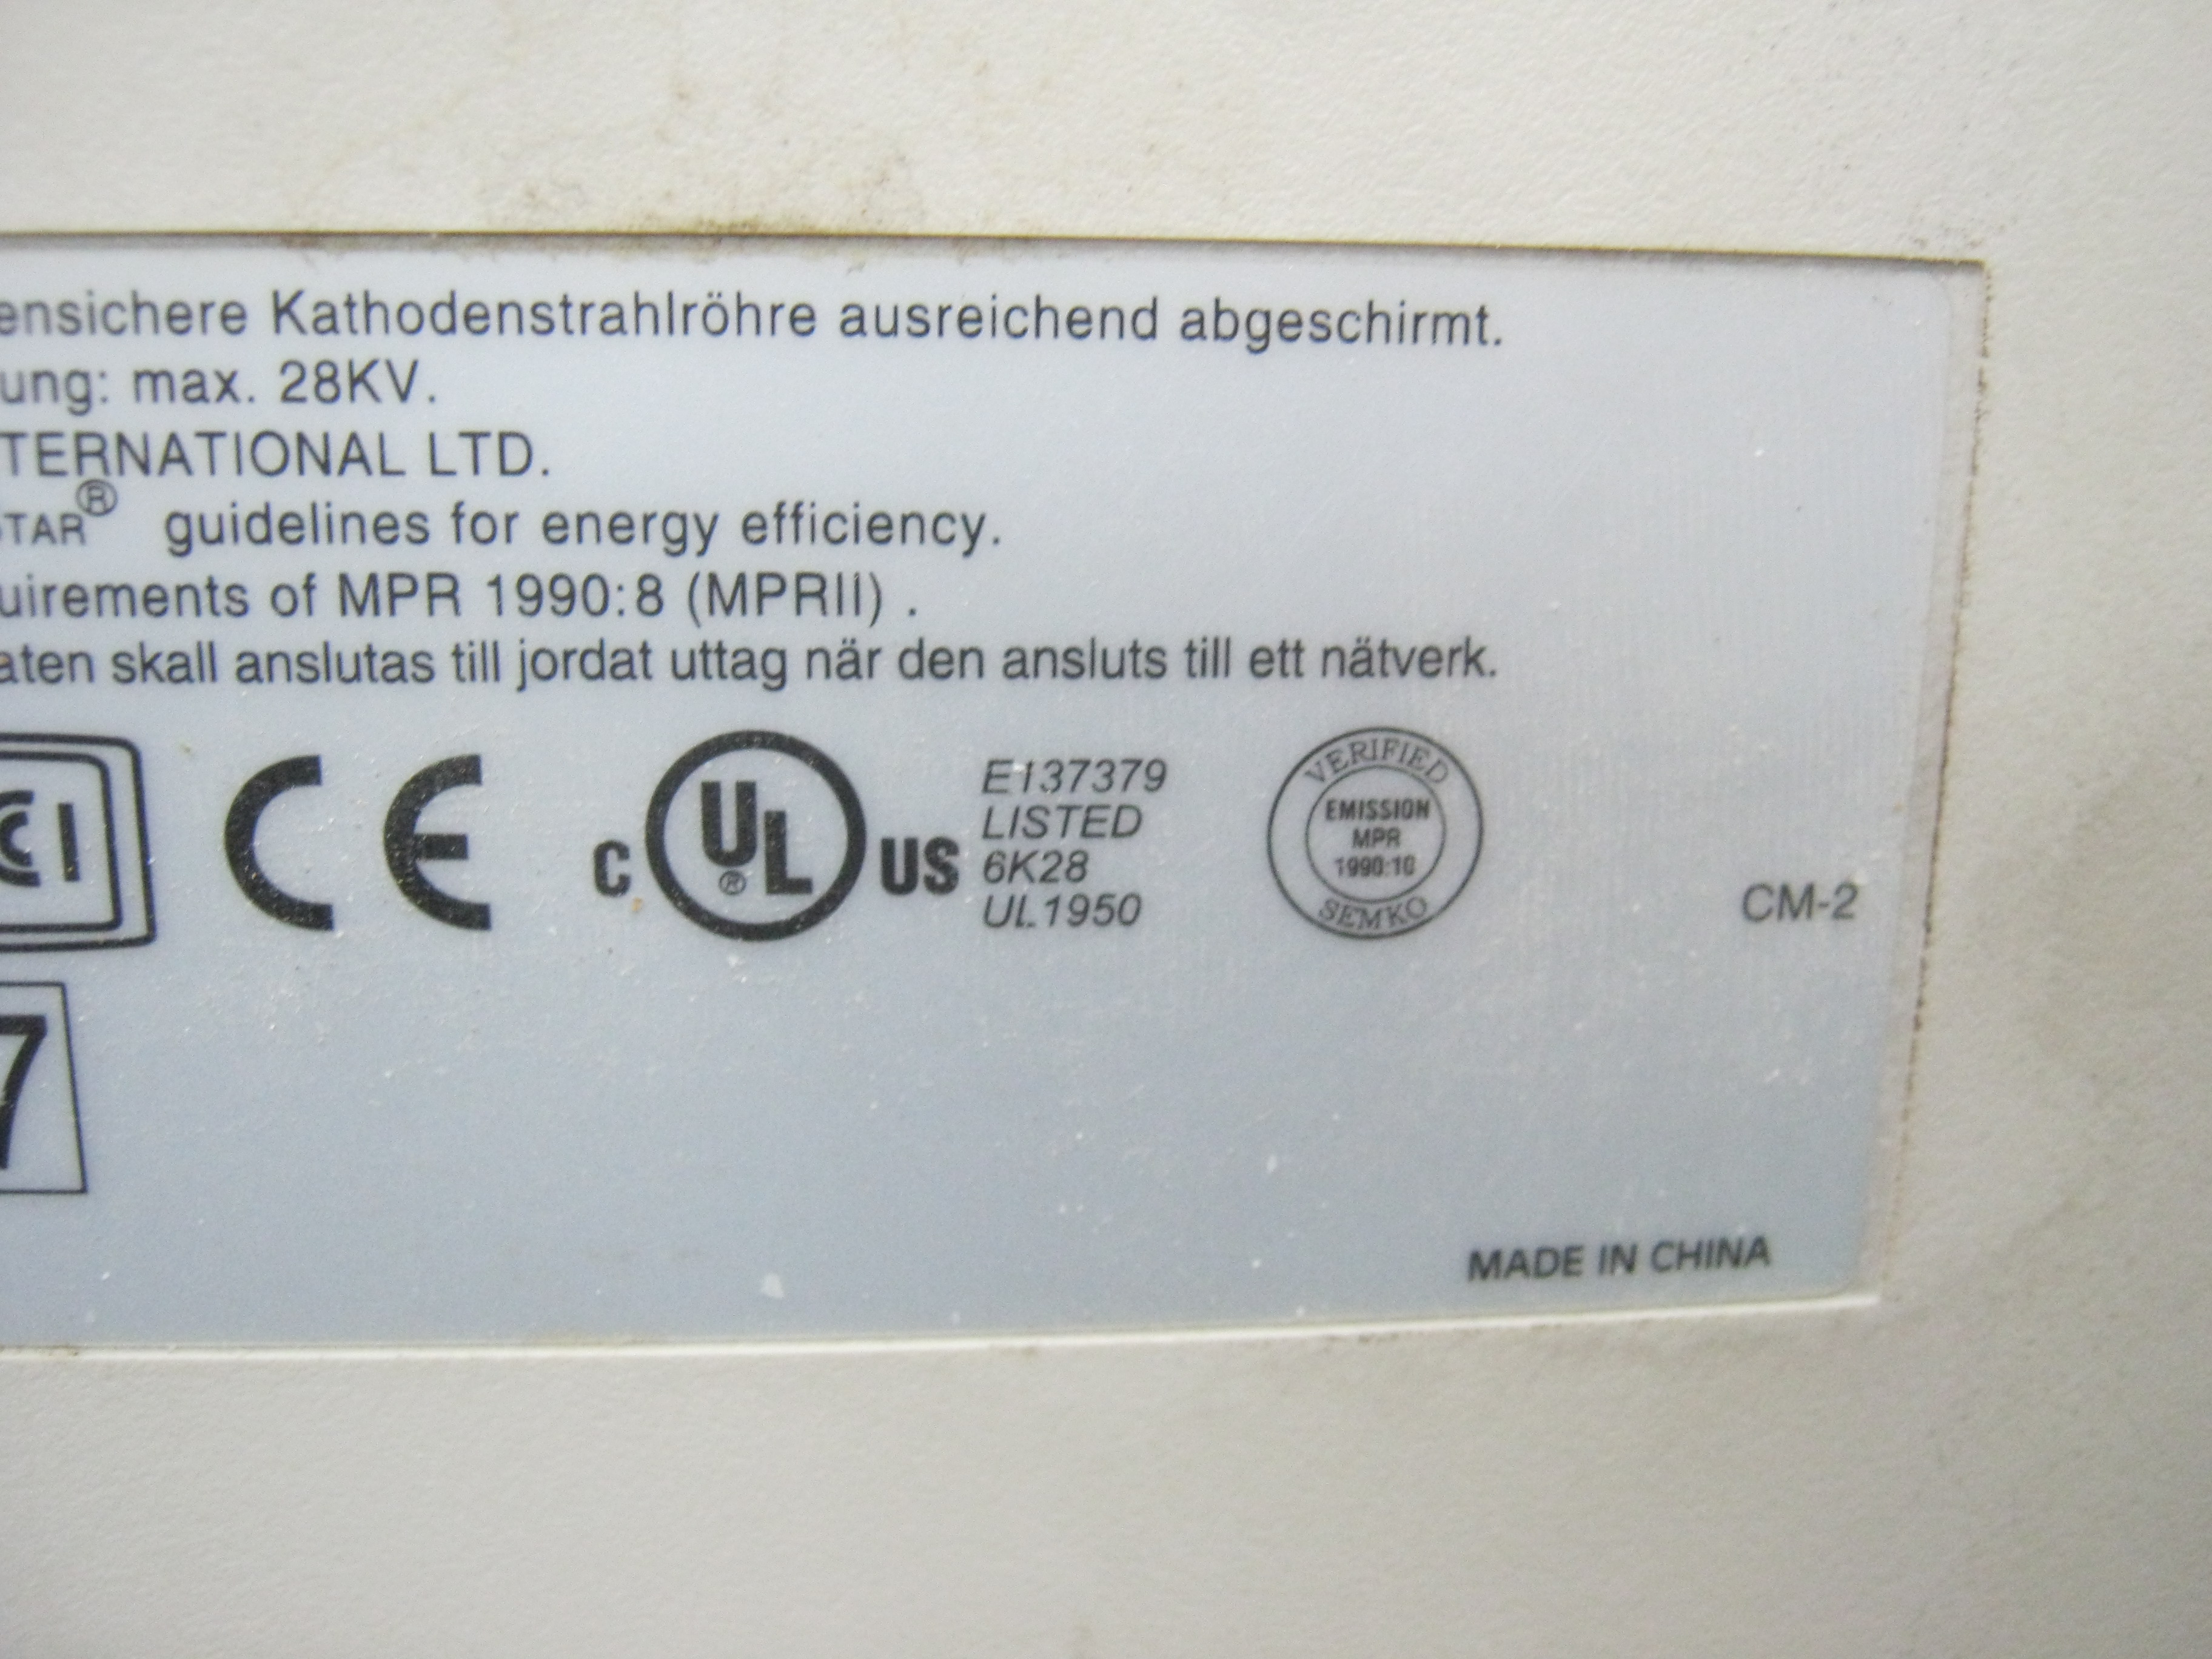 ensichere Kathodenstrahlröhre ausreichend abgeschirmt.
ung: max. 28KV.
TERNATIONAL LTD.
STAR® guidelines for energy efficiency.
uirements of MPR 1990:8 (MPRII) .
aten skall anslutas till jordat uttag när den ansluts till ett nätverk.
CI
CE
C UL® US
E137379
LISTED
6K28
UL1950
VERIFIED
EMISSION
MPR
1990:10
SEMKO
CM-2
7
MADE IN CHINA